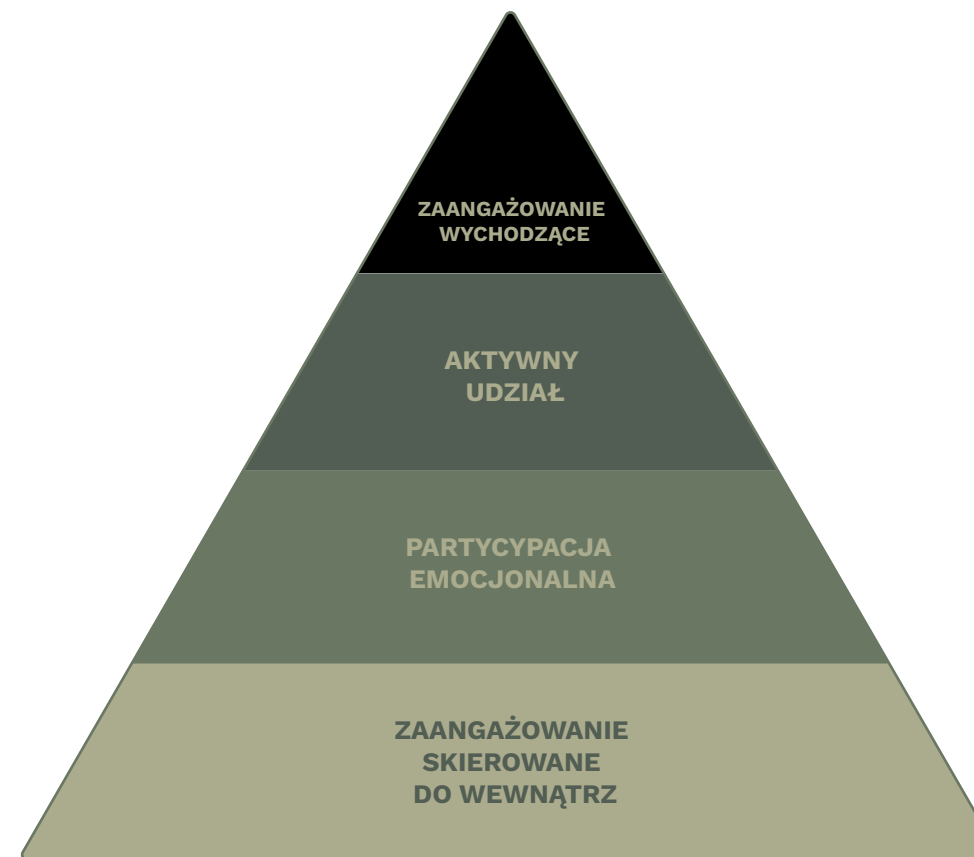 ZAANGAŻOWANIE
WYCHODZĄCE
AKTYWNY
UDZIAŁ
PARTYCYPACJA
EMOCJONALNA
ZAANGAŻOWANIE
SKIEROWANE
DO WEWNĄTRZ